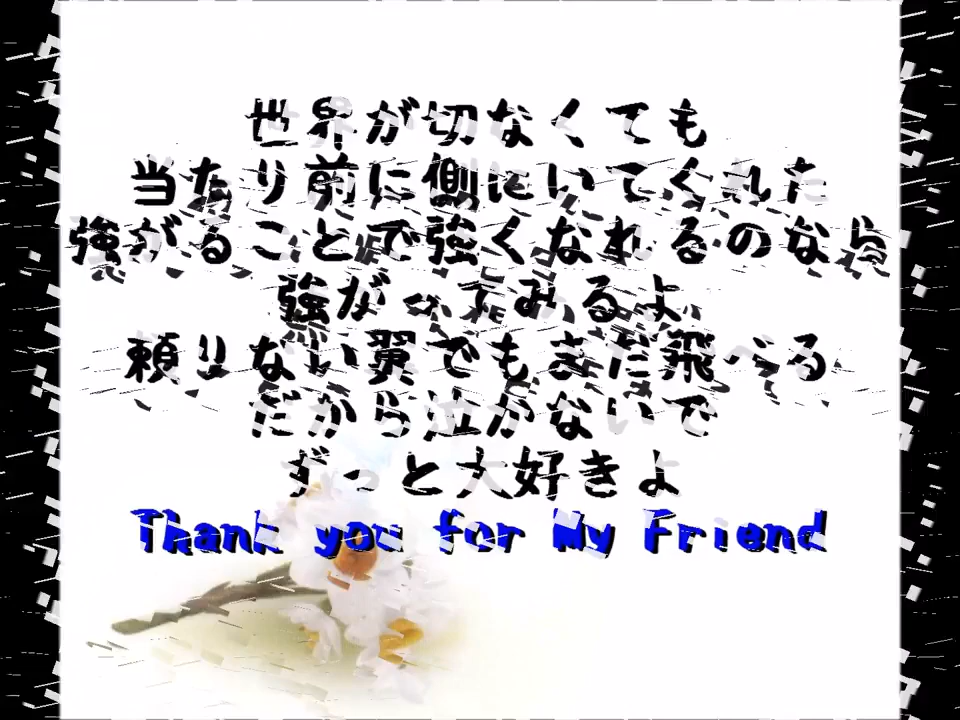 世界が切なくても
当たり前に側にいてくれた
強がることで強くなれるのなら
強がってみるよ
頼りない翼でもまだ飛べる
だから泣かないで
ずっと大好きよ
Thank you for My Friend